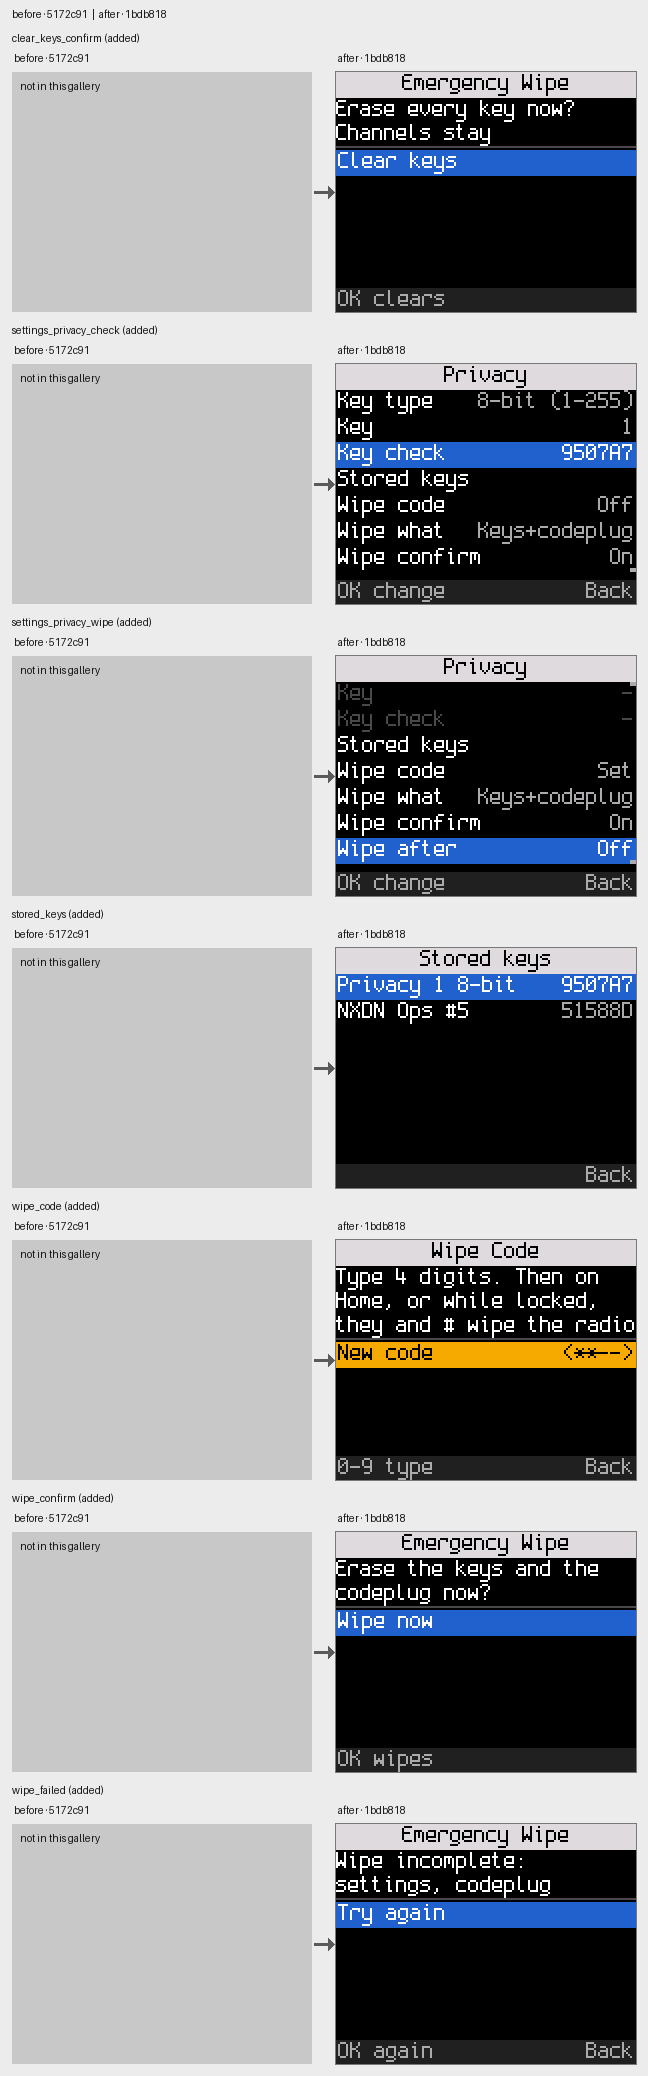 before · 5172c91 | after · 1bdb818
clear_keys_confirm (added)
before · 5172c91 after · 1bdb818
not in this gallery
Emergency Wipe
Erase every key now?
Channels stay
Clear keys
OK clears
settings_privacy_check (added)
before · 5172c91 after · 1bdb818
not in this gallery
Privacy
Key type 8-bit (1-255)
Key 1
Key check 9507A7
Stored keys
Wipe code Off
Wipe what Keys+codeplug
Wipe confirm On
OK change Back
settings_privacy_wipe (added)
before · 5172c91 after · 1bdb818
not in this gallery
Privacy
Key -
Key check -
Stored keys
Wipe code Set
Wipe what Keys+codeplug
Wipe confirm On
Wipe after Off
OK change Back
stored_keys (added)
before · 5172c91 after · 1bdb818
not in this gallery
Stored keys
Privacy 1 8-bit 9507A7
NXDN Ops #5 51588D
Back
wipe_code (added)
before · 5172c91 after · 1bdb818
not in this gallery
Wipe Code
Type 4 digits. Then on
Home, or while locked,
they and # wipe the radio
New code <**-->
0-9 type Back
wipe_confirm (added)
before · 5172c91 after · 1bdb818
not in this gallery
Emergency Wipe
Erase the keys and the
codeplug now?
Wipe now
OK wipes
wipe_failed (added)
before · 5172c91 after · 1bdb818
not in this gallery
Emergency Wipe
Wipe incomplete:
settings, codeplug
Try again
OK again Back